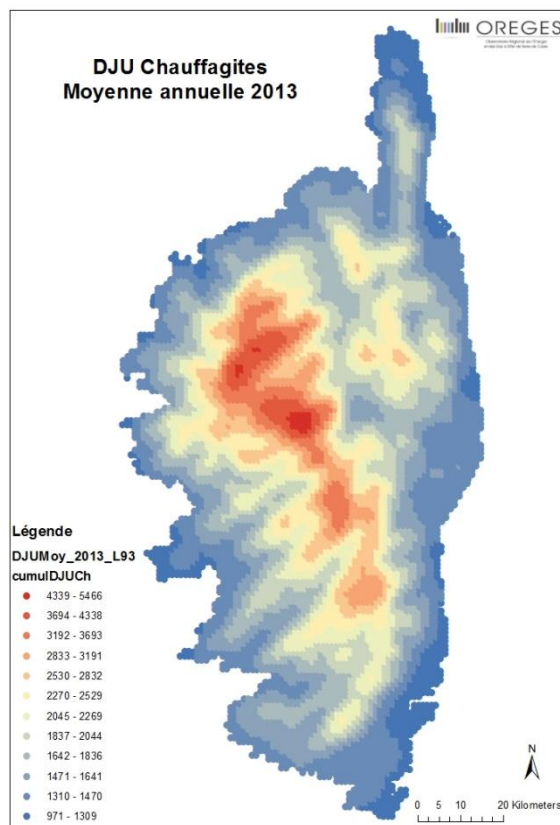 OREGES
DJU Chauffagites
Moyenne annuelle 2013
Légende
DJUMoy_2013_L93
cumulDJUCh
4339 - 5466
3694 - 4338
3192 - 3693
2833 - 3191
2530 - 2832
2270 - 2529
2045 - 2269
1837 - 2044
1642 - 1836
1471 - 1641
1310 - 1470
971 - 1309
N
0 5 10 20 Kilometers